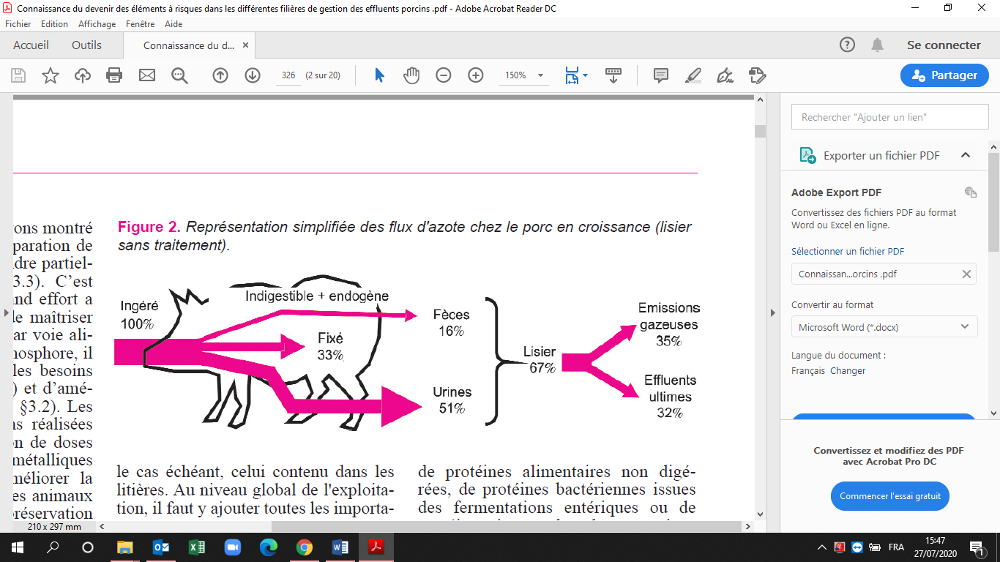 Connaissance du devenir des éléments à risques dans les différentes filières de gestion des effluents porcins .pdf - Adobe Acrobat Reader DC
Fichier Edition Affichage Fenêtre Aide
Accueil Outils Connaissance du d... × Se connecter
326 (2 sur 20) 150% Partager
Rechercher "Ajouter un lien"
Exporter un fichier PDF
Adobe Export PDF
Convertissez des fichiers PDF au format
Word ou Excel en ligne.
Sélectionner un fichier PDF
Connaissan...orcins .pdf
Convertir au format
Microsoft Word (*.docx)
Langue du document :
Français Changer
Convertissez et modifiez des PDF
avec Acrobat Pro DC
Commencer l'essai gratuit
ons montré
paration de
dre partiel-
3.3). C'est
nd effort a
le maîtriser
ar voie ali-
nosphore, il
les besoins
) et d'amé-
§3.2). Les
ns réalisées
on de doses
métalliques
méliorer la
es animaux
réservation
Figure 2. Représentation simplifiée des flux d'azote chez le porc en croissance (lisier
sans traitement).
Ingéré
100%
Indigestible + endogène
Fixé
33%
Fèces
16%
Urines
51%
Lisier
67%
Emissions
gazeuses
35%
Effluents
ultimes
32%
le cas échéant, celui contenu dans les
litières. Au niveau global de l'exploita-
tion, il faut y ajouter toutes les importa-
de protéines alimentaires non digé-
rées, de protéines bactériennes issues
des fermentations entériques ou de
210 x 297 mm
FRA
15:47
27/07/2020
1